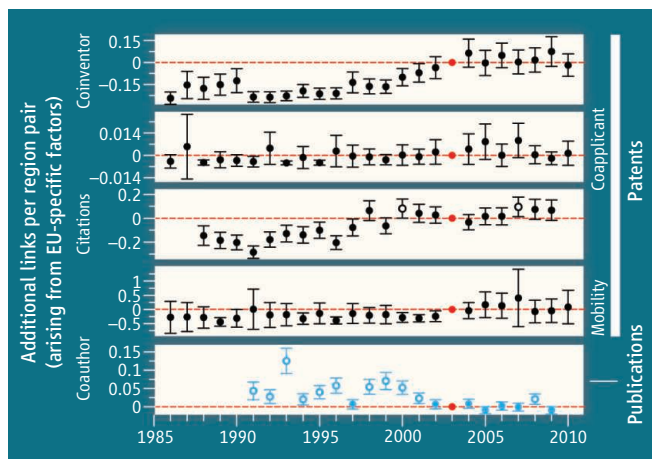 Additional links per region pair
(arising from EU-specific factors)
Coinventor
0.15
0
−0.15
Coapplicant
0.014
0
−0.014
Citations
0.2
0
−0.2
Mobility
1
0.5
0
−0.5
Coauthor
0.15
0.10
0.05
0
Patents
Publications
1985 1990 1995 2000 2005 2010